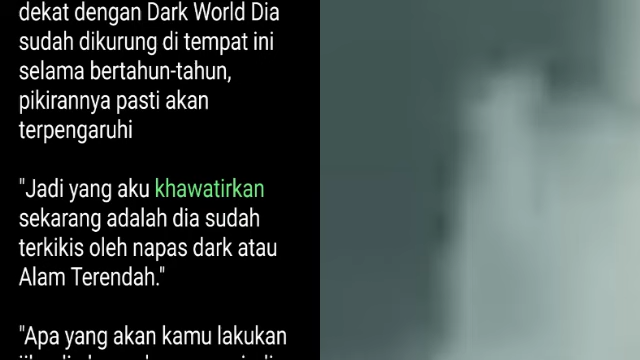 dekat dengan Dark World Dia
sudah dikurung di tempat ini
selama bertahun-tahun,
pikirannya pasti akan
terpengaruhi
"Jadi yang aku khawatirkan
sekarang adalah dia sudah
terkikis oleh napas dark atau
Alam Terendah."
"Apa yang akan kamu lakukan